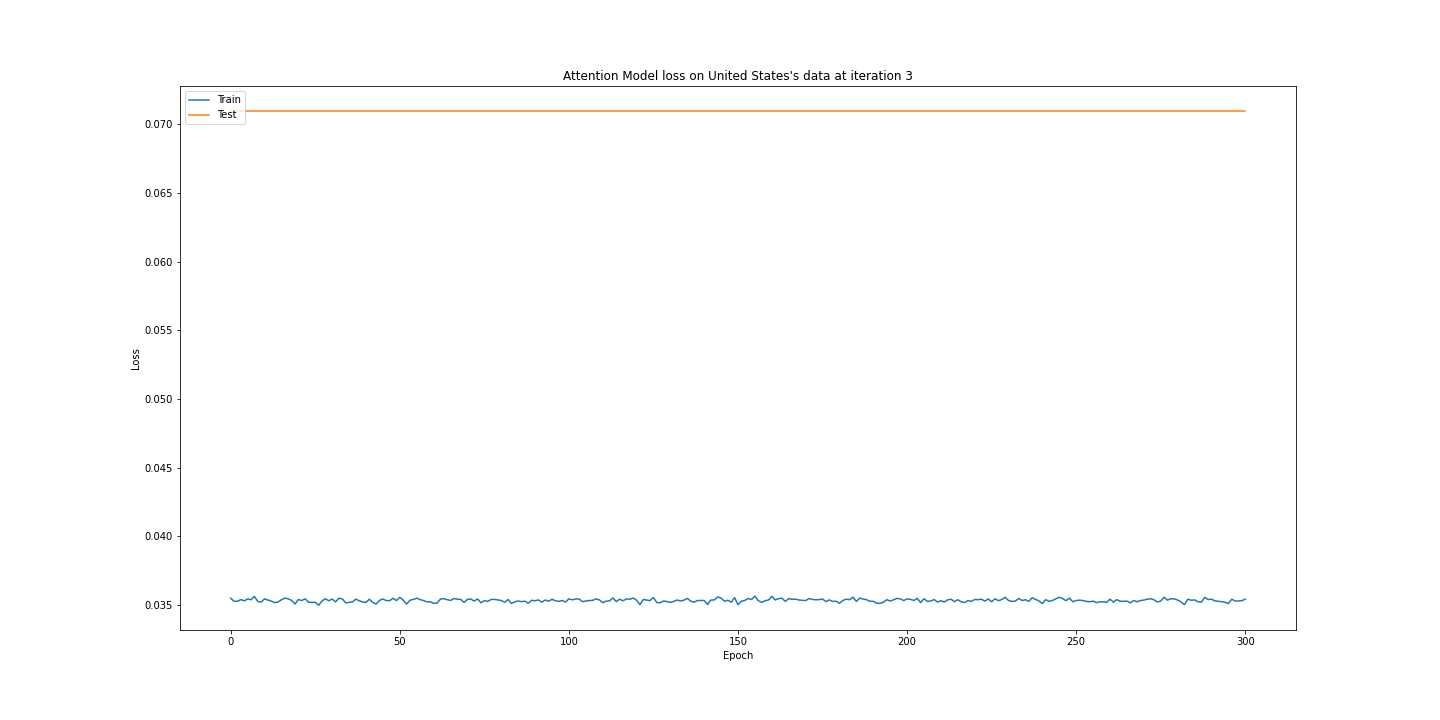 Attention Model loss on United States's data at iteration 3
Train
Test
0.070
0.065
0.060
0.055
0.050
0.045
0.040
0.035
Loss
0 50 100 150 200 250 300
Epoch